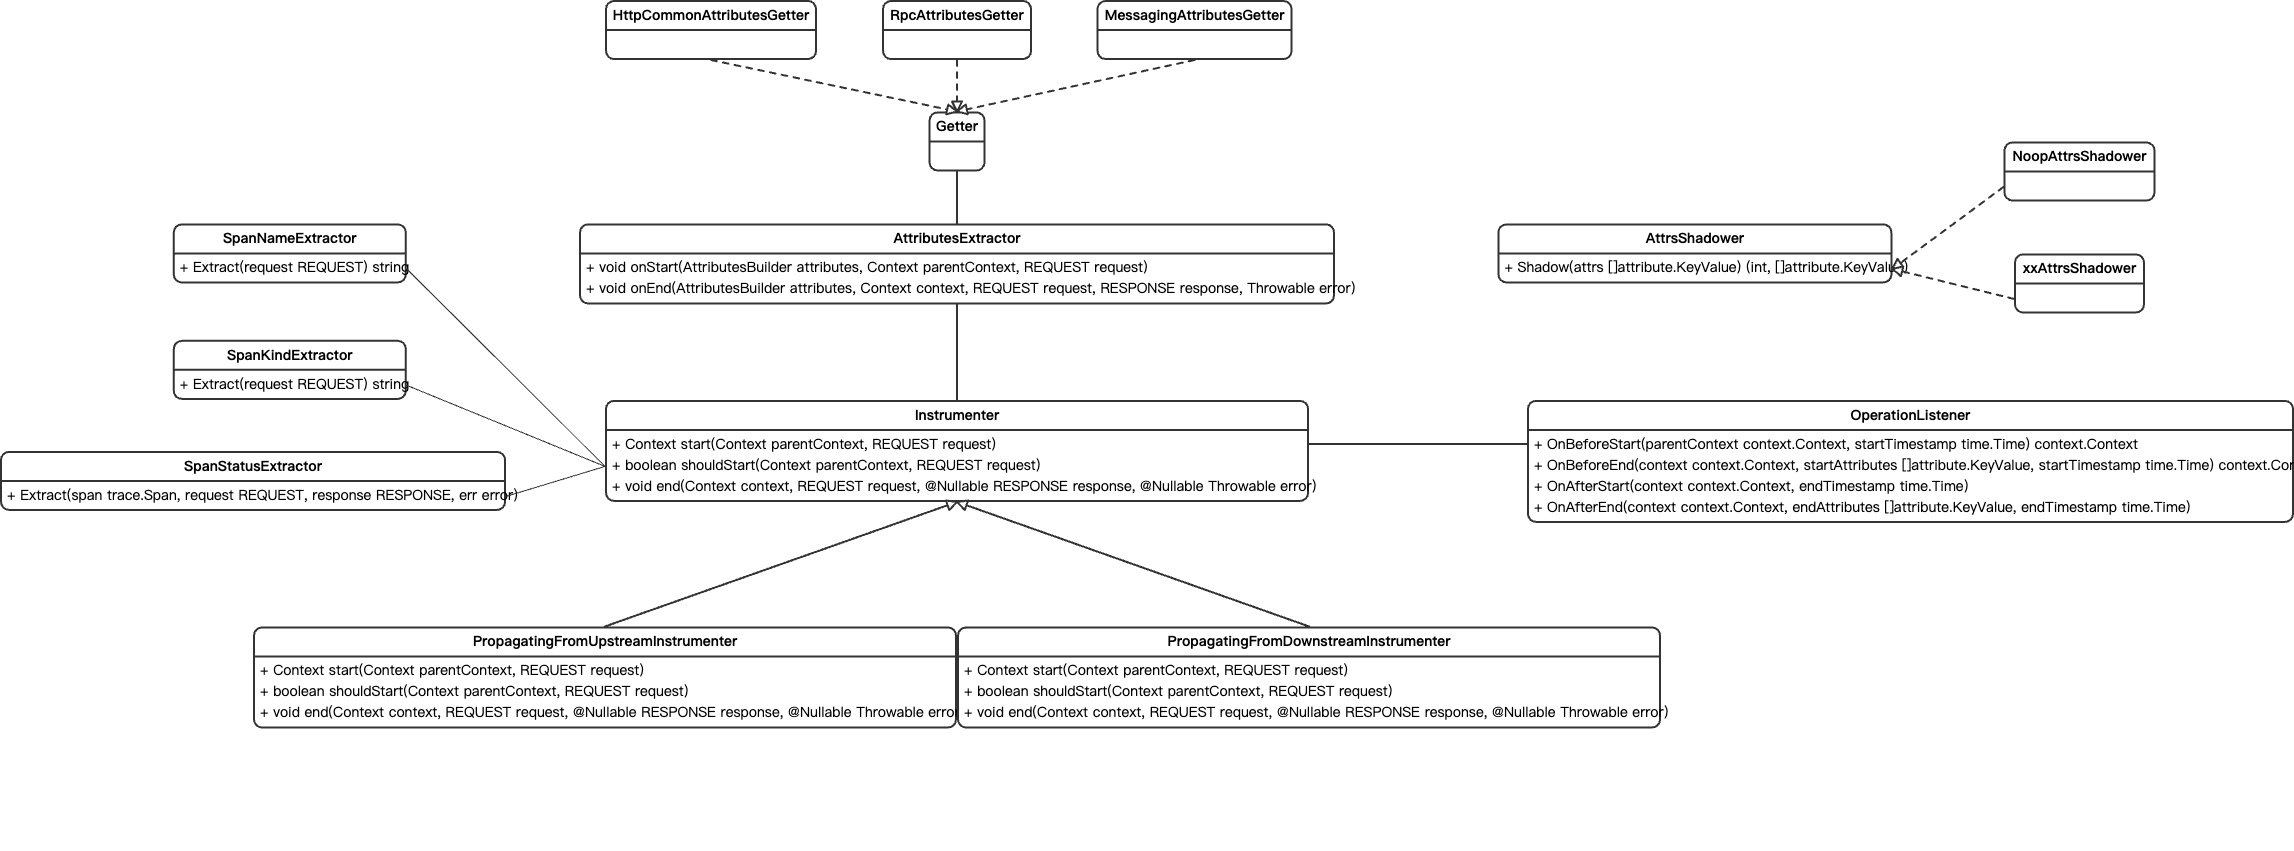 HttpCommonAttributesGetter
RpcAttributesGetter
MessagingAttributesGetter
Getter
NoopAttrsShadower
SpanNameExtractor
+ Extract(request REQUEST) string
AttributesExtractor
+ void onStart(AttributesBuilder attributes, Context parentContext, REQUEST request)
+ void onEnd(AttributesBuilder attributes, Context context, REQUEST request, RESPONSE response, Throwable error)
AttrsShadower
+ Shadow(attrs []attribute.KeyValue) (int, []attribute.KeyValue)
xxAttrsShadower
SpanKindExtractor
+ Extract(request REQUEST) string
Instrumenter
+ Context start(Context parentContext, REQUEST request)
+ boolean shouldStart(Context parentContext, REQUEST request)
+ void end(Context context, REQUEST request, @Nullable RESPONSE response, @Nullable Throwable error)
OperationListener
+ OnBeforeStart(parentContext context.Context, startTimestamp time.Time) context.Context
+ OnBeforeEnd(context context.Context, startAttributes []attribute.KeyValue, startTimestamp time.Time) context.Con
+ OnAfterStart(context context.Context, endTimestamp time.Time)
+ OnAfterEnd(context context.Context, endAttributes []attribute.KeyValue, endTimestamp time.Time)
SpanStatusExtractor
+ Extract(span trace.Span, request REQUEST, response RESPONSE, err error)
PropagatingFromUpstreamInstrumenter
+ Context start(Context parentContext, REQUEST request)
+ boolean shouldStart(Context parentContext, REQUEST request)
+ void end(Context context, REQUEST request, @Nullable RESPONSE response, @Nullable Throwable erro
PropagatingFromDownstreamInstrumenter
+ Context start(Context parentContext, REQUEST request)
+ boolean shouldStart(Context parentContext, REQUEST request)
+ void end(Context context, REQUEST request, @Nullable RESPONSE response, @Nullable Throwable error)